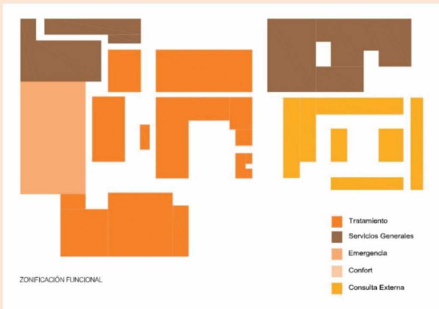 Tratamiento
Servicios Generales
Emergencia
Confort
Consulta Externa
ZONIFICACIÓN FUNCIONAL